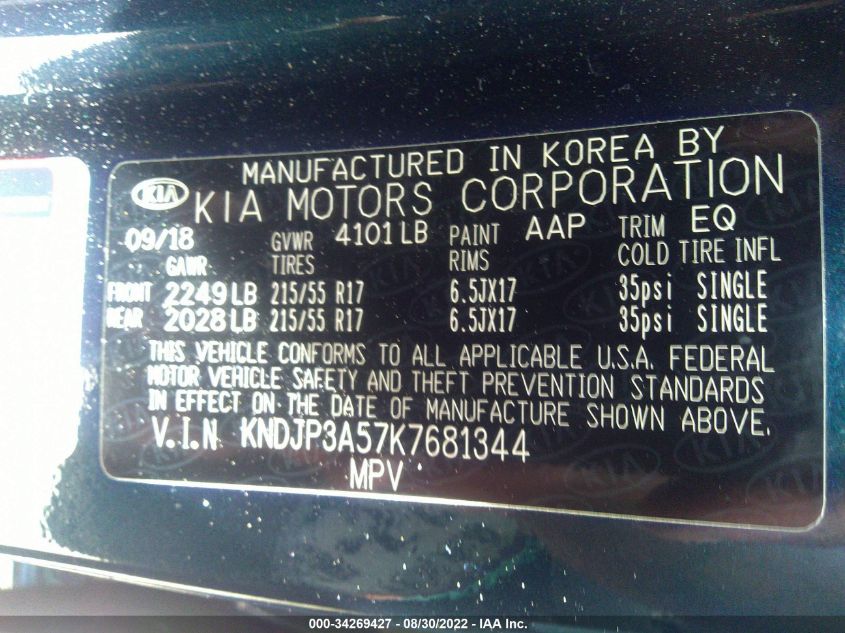 MANUFACTURED IN KOREA BY
KIA KIA MOTORS CORPORATION
09/18 GVWR 4101 LB PAINT AAP TRIM EQ
GAWR TIRES RIMS COLD TIRE INFL
FRONT 2249 LB 215/55 R17 6.5JX17 35psi SINGLE
REAR 2028 LB 215/55 R17 6.5JX17 35psi SINGLE
THIS VEHICLE CONFORMS TO ALL APPLICABLE U.S.A. FEDERAL
MOTOR VEHICLE SAFETY AND THEFT PREVENTION STANDARDS
IN EFFECT ON THE DATE OF MANUFACTURE SHOWN ABOVE.
V.I.N KNDJP3A57K7681344
MPV
000-34269427 - 08/30/2022 - IAA Inc.